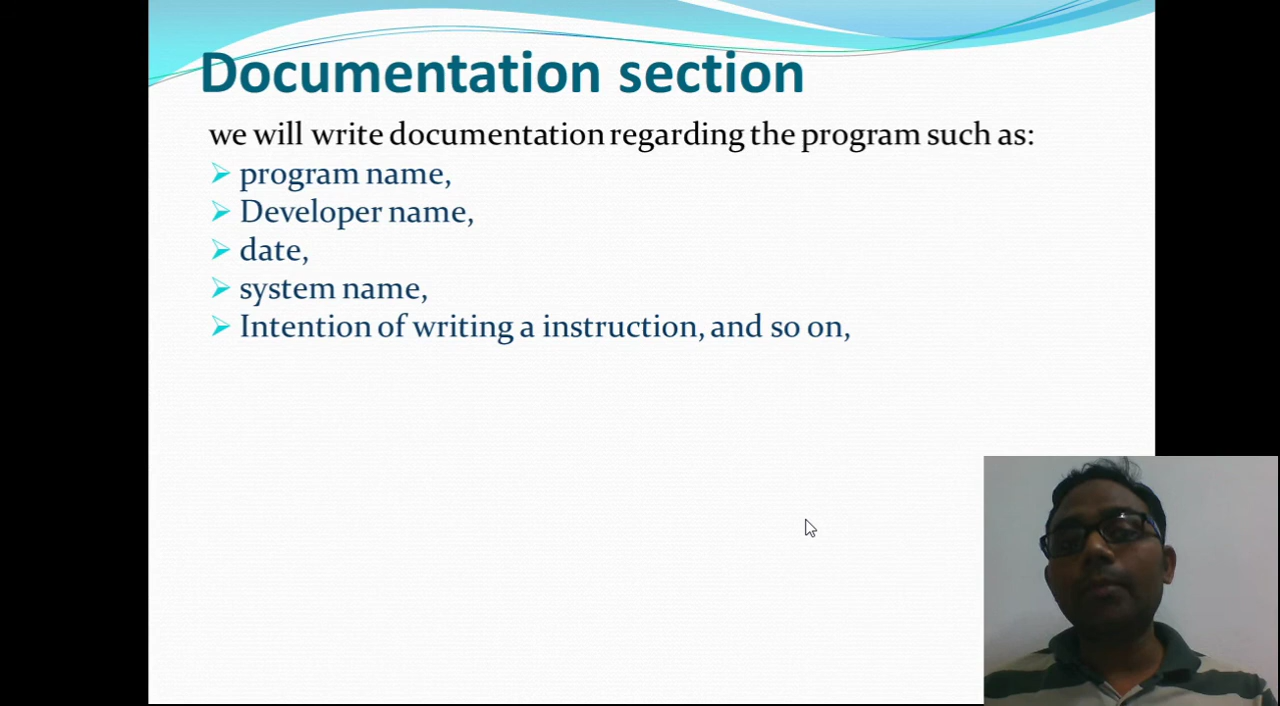 Documentation section
we will write documentation regarding the program such as:
program name,
Developer name,
date,
system name,
Intention of writing a instruction, and so on,